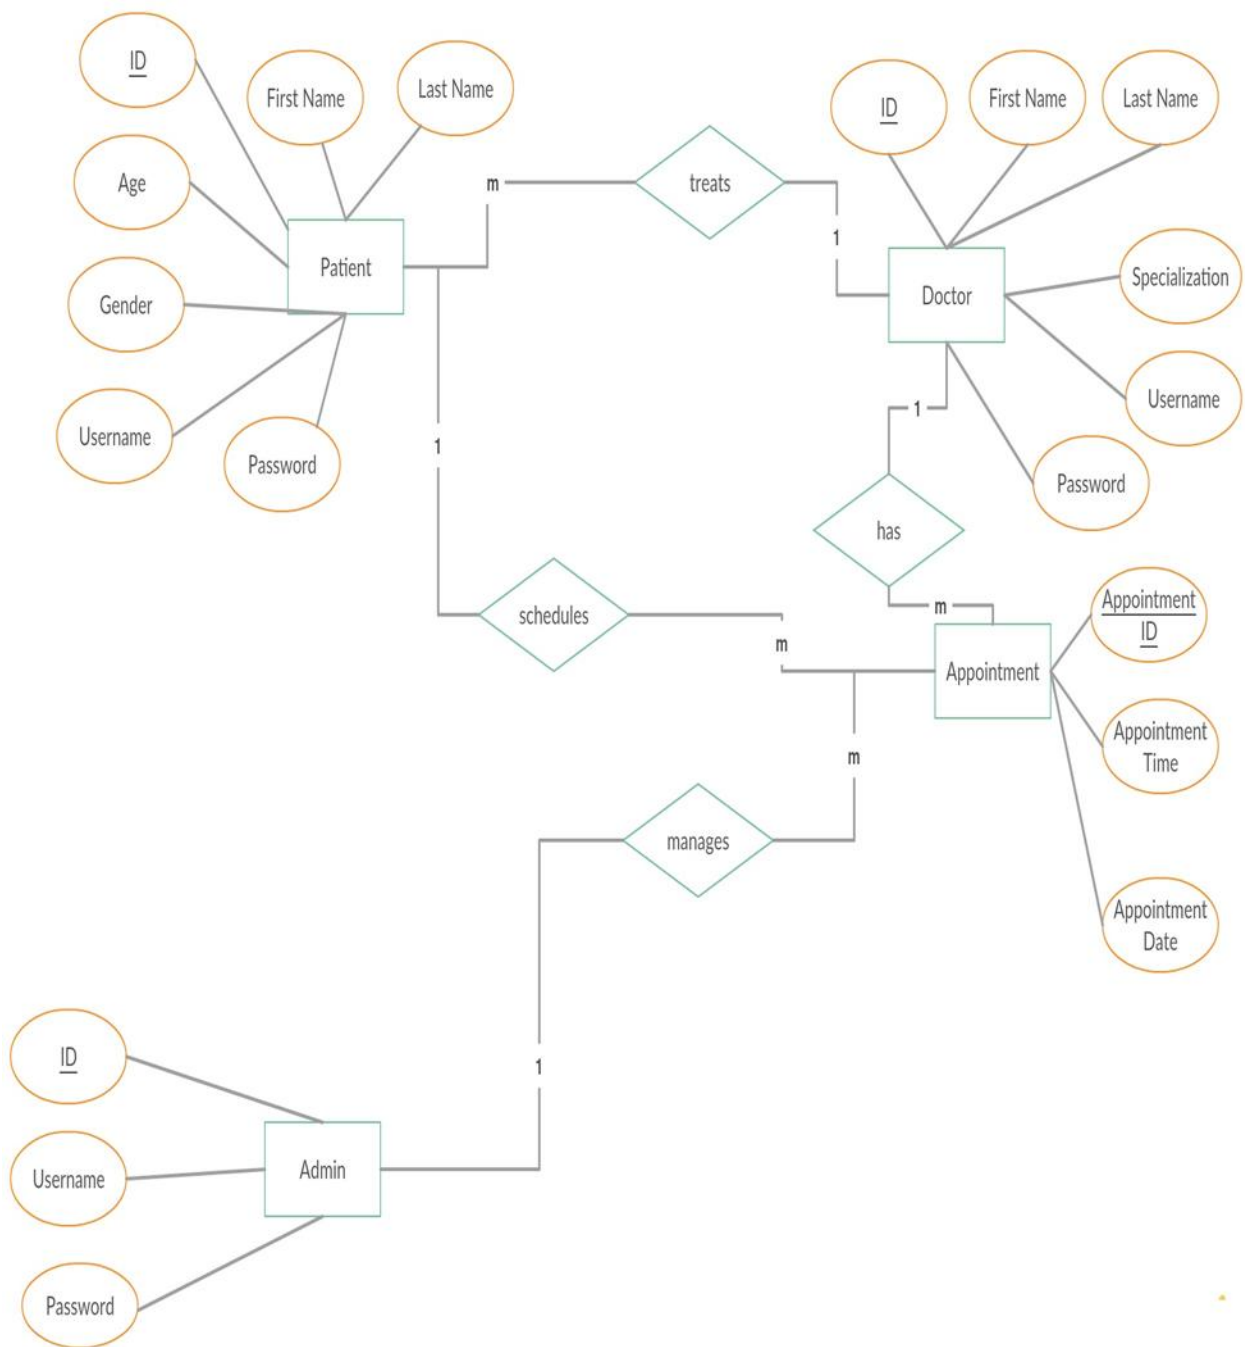 ID
First Name
Last Name
ID
First Name
Last Name
Age
m
treats
1
Patient
Doctor
Specialization
Gender
Username
Username
Password
1
1
Password
has
schedules
m
m
Appointment
ID
Appointment
Appointment
Time
m
manages
Appointment
Date
ID
1
Username
Admin
Password